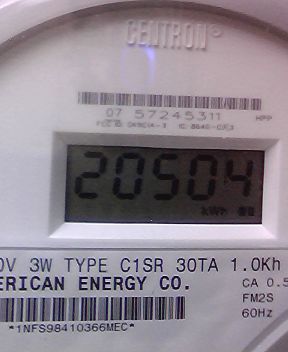 CENTRON®
07 57245311
HPP
20504
kWh
0V 3W TYPE C1SR 30TA 1.0Kh
ERICAN ENERGY CO.
CA 0.5
FM2S
60Hz
*1NFS98410366MEC*